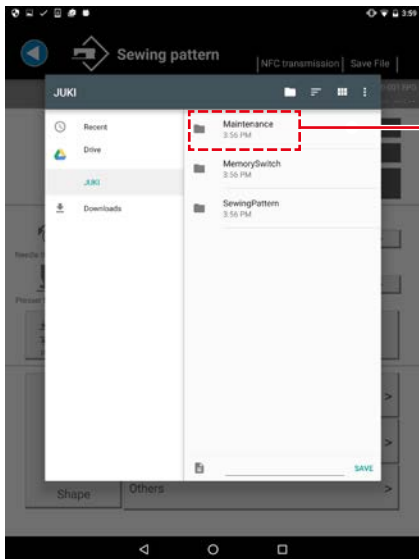 3:59
Sewing pattern
NFC transmission
Save File
JUKI
Recent
Drive
JUKI
Downloads
Maintenance
3:56 PM
MemorySwitch
3:56 PM
SewingPattern
3:56 PM
SAVE
Shape
Others